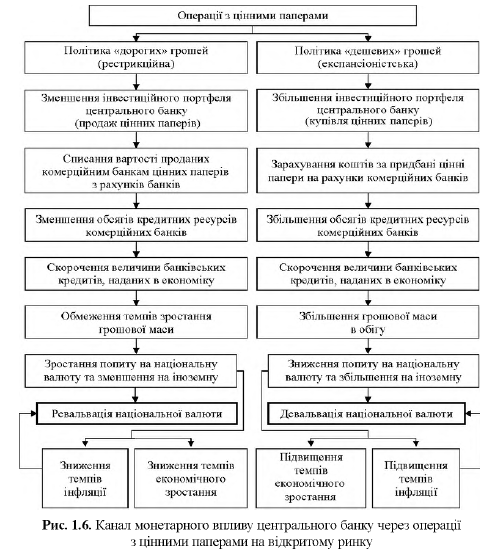 Операції з цінними паперами
Політика «дорогих» грошей
(рестрикційна)
Політика «дешевих» грошей
(експансіоністська)
Зменшення інвестиційного портфеля
центрального банку
(продаж цінних паперів)
Збільшення інвестиційного портфеля
центрального банку
(купівля цінних паперів)
Списання вартості проданих
комерційним банкам цінних паперів
з рахунків банків
Зарахування коштів за придбані цінні
папери на рахунки комерційних банків
Зменшення обсягів кредитних ресурсів
комерційних банків
Збільшення обсягів кредитних ресурсів
комерційних банків
Скорочення величини банківських
кредитів, наданих в економіку
Скорочення величини банківських
кредитів, наданих в економіку
Обмеження темпів зростання
грошової маси
Збільшення грошової маси
в обігу
Зростання попиту на національну
валюту та зменшення на іноземну
Зниження попиту на національну
валюту та збільшення на іноземну
Ревальвація національної валюти
Девальвація національної валюти
Зниження
темпів
інфляції
Зниження темпів
економічного
зростання
Підвищення
темпів
економічного
зростання
Підвищення
темпів
інфляції
Рис. 1.6. Канал монетарного впливу центрального банку через операції
з цінними паперами на відкритому ринку